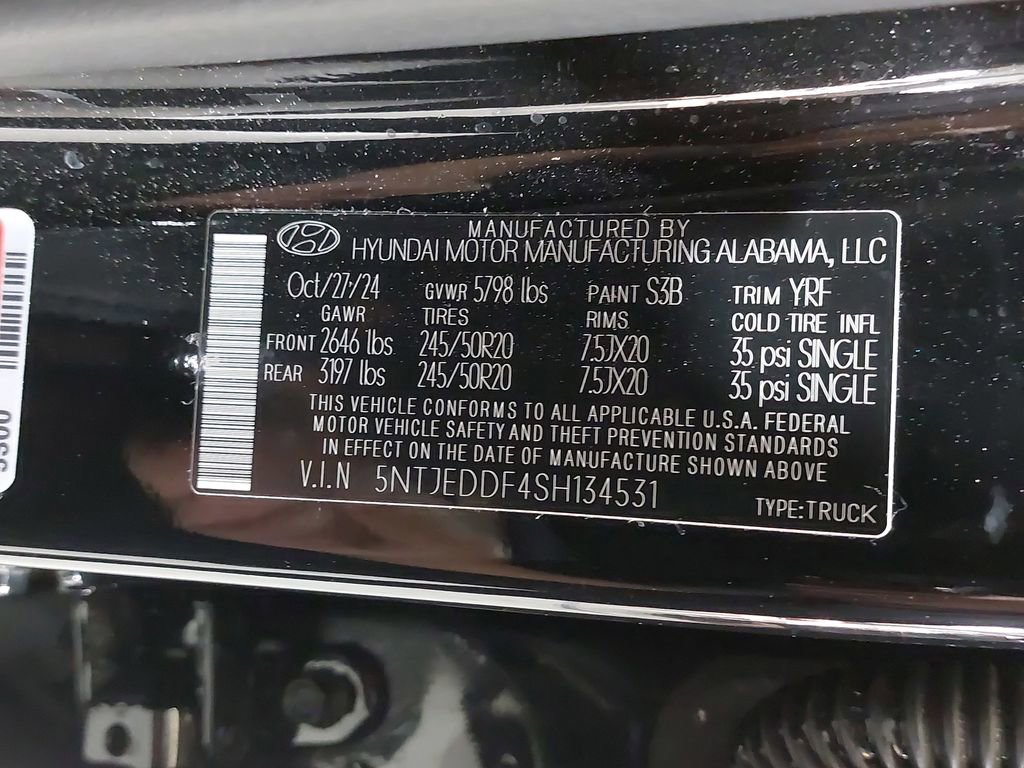 MANUFACTURED BY
HYUNDAI MOTOR MANUFACTURING ALABAMA, LLC
Oct/27/24 GVWR 5798 lbs PAINT S3B TRIM YRF
GAWR TIRES RIMS COLD TIRE INFL
FRONT 2646 lbs 245/50R20 7.5JX20 35 psi SINGLE
REAR 3197 lbs 245/50R20 7.5JX20 35 psi SINGLE
THIS VEHICLE CONFORMS TO ALL APPLICABLE U.S.A. FEDERAL
MOTOR VEHICLE SAFETY AND THEFT PREVENTION STANDARDS
IN EFFECT ON THE DATE OF MANUFACTURE SHOWN ABOVE
V.I.N 5NTJEDDF4SH134531
TYPE:TRUCK